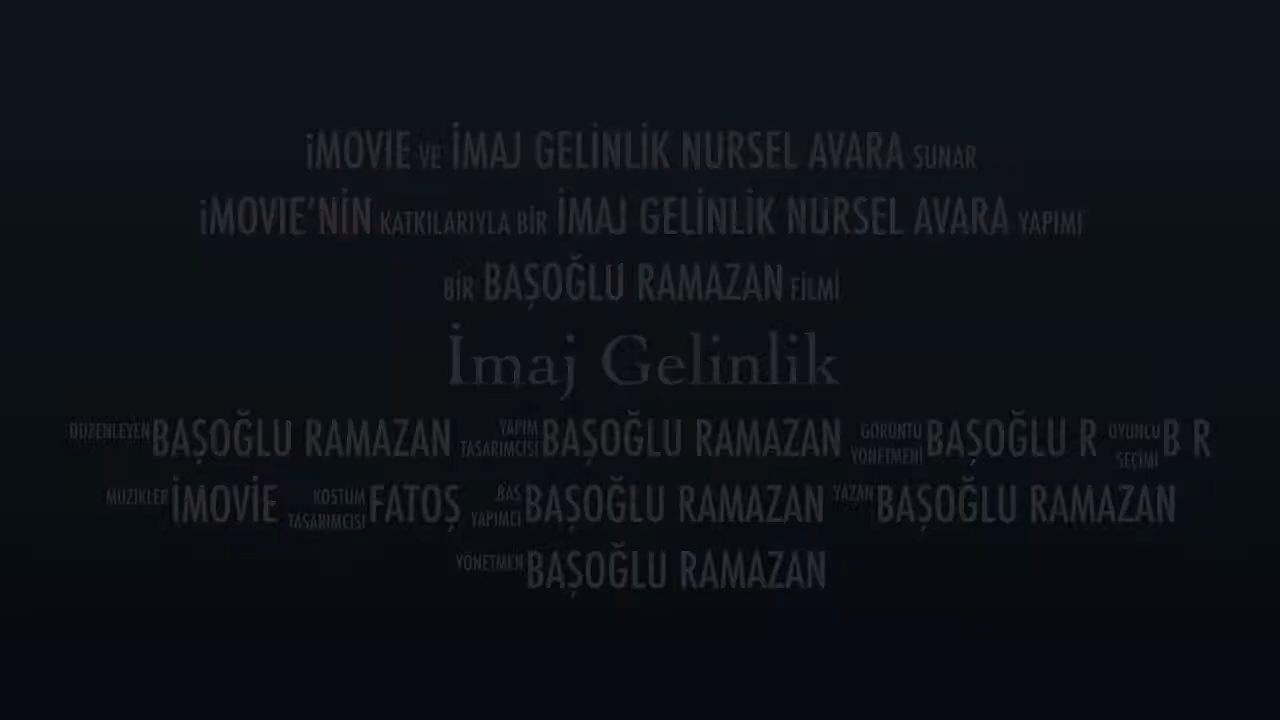 iMOVIE VE İMAJ GELİNLİK NURSEL AVARA SUNAR
iMOVIE'NİN KATKILARIYLA BİR İMAJ GELİNLİK NURSEL AVARA YAPIMI
BİR BAŞOĞLU RAMAZAN FİLMİ
İmaj Gelinlik
DÜZENLEYEN BAŞOĞLU RAMAZAN YAPIM TASARIMCISI BAŞOĞLU RAMAZAN GÖRÜNTÜ YÖNETMENİ BAŞOĞLU R OYUNCU SEÇİMİ B R
MÜZİKLER İMOVİE KOSTÜM TASARIMCISI FATOŞ BAŞ YAPIMCI BAŞOĞLU RAMAZAN YAZAN BAŞOĞLU RAMAZAN
YÖNETMEN BAŞOĞLU RAMAZAN